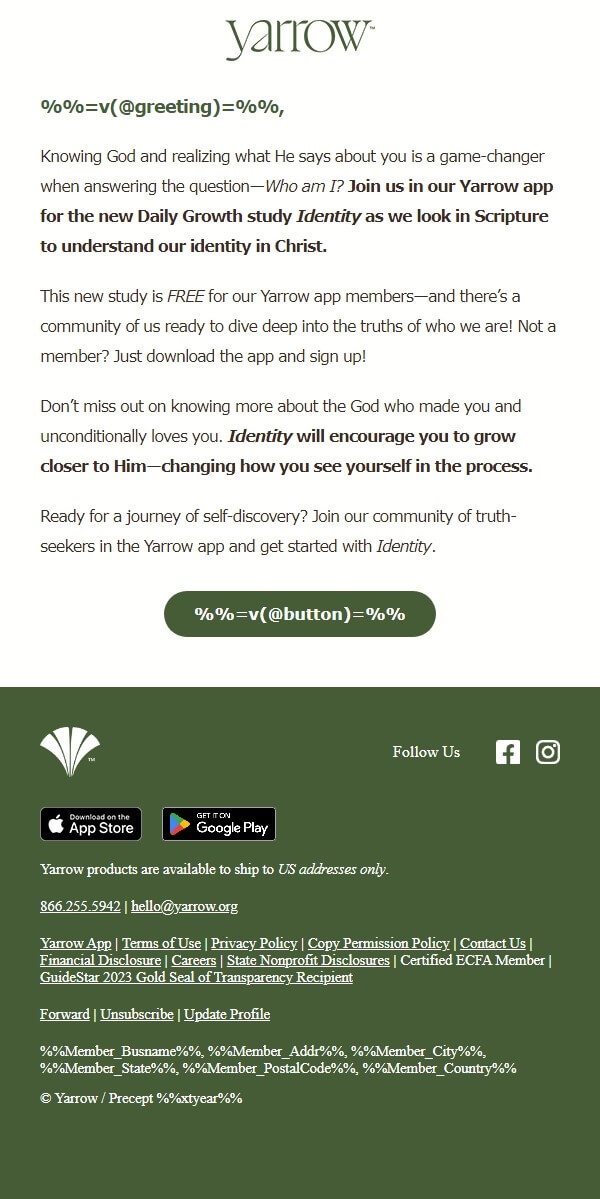 yarrow™
%%=v(@greeting)=%%,
Knowing God and realizing what He says about you is a game-changer
when answering the question—Who am I? Join us in our Yarrow app
for the new Daily Growth study Identity as we look in Scripture
to understand our identity in Christ.
This new study is FREE for our Yarrow app members—and there’s a
community of us ready to dive deep into the truths of who we are! Not a
member? Just download the app and sign up!
Don’t miss out on knowing more about the God who made you and
unconditionally loves you. Identity will encourage you to grow
closer to Him—changing how you see yourself in the process.
Ready for a journey of self-discovery? Join our community of truth-
seekers in the Yarrow app and get started with Identity.
%%=v(@button)=%%
™
Follow Us
Download on the
App Store
GET IT ON
Google Play
Yarrow products are available to ship to US addresses only.
866.255.5942 | hello@yarrow.org
Yarrow App | Terms of Use | Privacy Policy | Copy Permission Policy | Contact Us |
Financial Disclosure | Careers | State Nonprofit Disclosures | Certified ECFA Member |
GuideStar 2023 Gold Seal of Transparency Recipient
Forward | Unsubscribe | Update Profile
%%Member_Busname%%, %%Member_Addr%%, %%Member_City%%,
%%Member_State%%, %%Member_PostalCode%%, %%Member_Country%%
© Yarrow / Precept %%xtyear%%